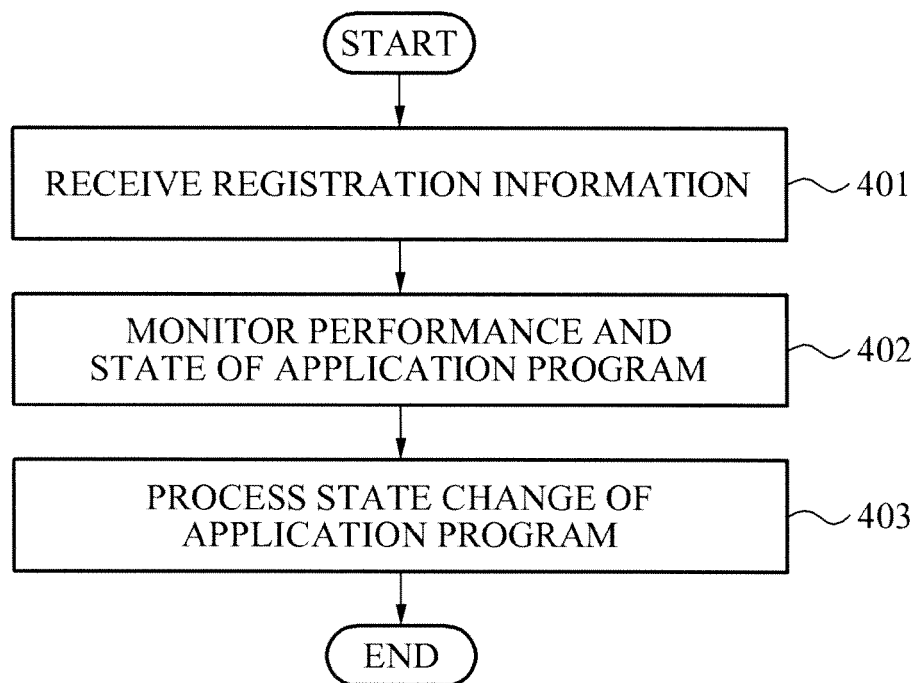 START
RECEIVE REGISTRATION INFORMATION
401
MONITOR PERFORMANCE AND
STATE OF APPLICATION PROGRAM
402
PROCESS STATE CHANGE OF
APPLICATION PROGRAM
403
END